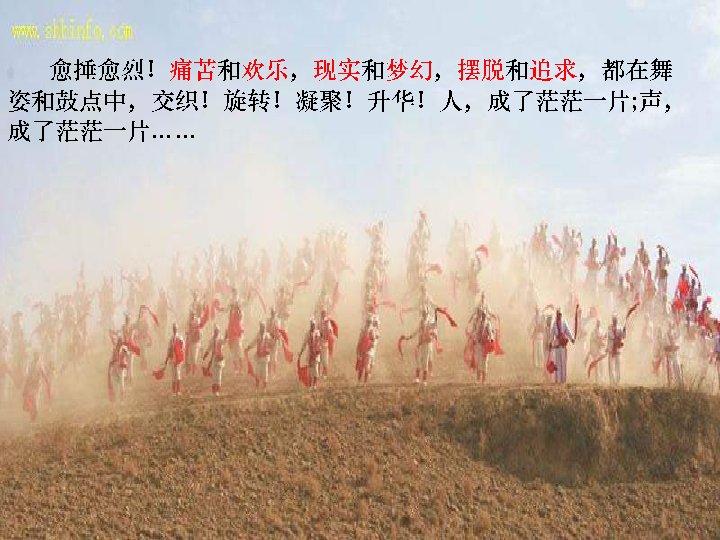 www.shbinfo.com
愈捶愈烈！痛苦和欢乐，现实和梦幻，摆脱和追求，都在舞
姿和鼓点中，交织！旋转！凝聚！升华！人，成了茫茫一片;声，
成了茫茫一片……